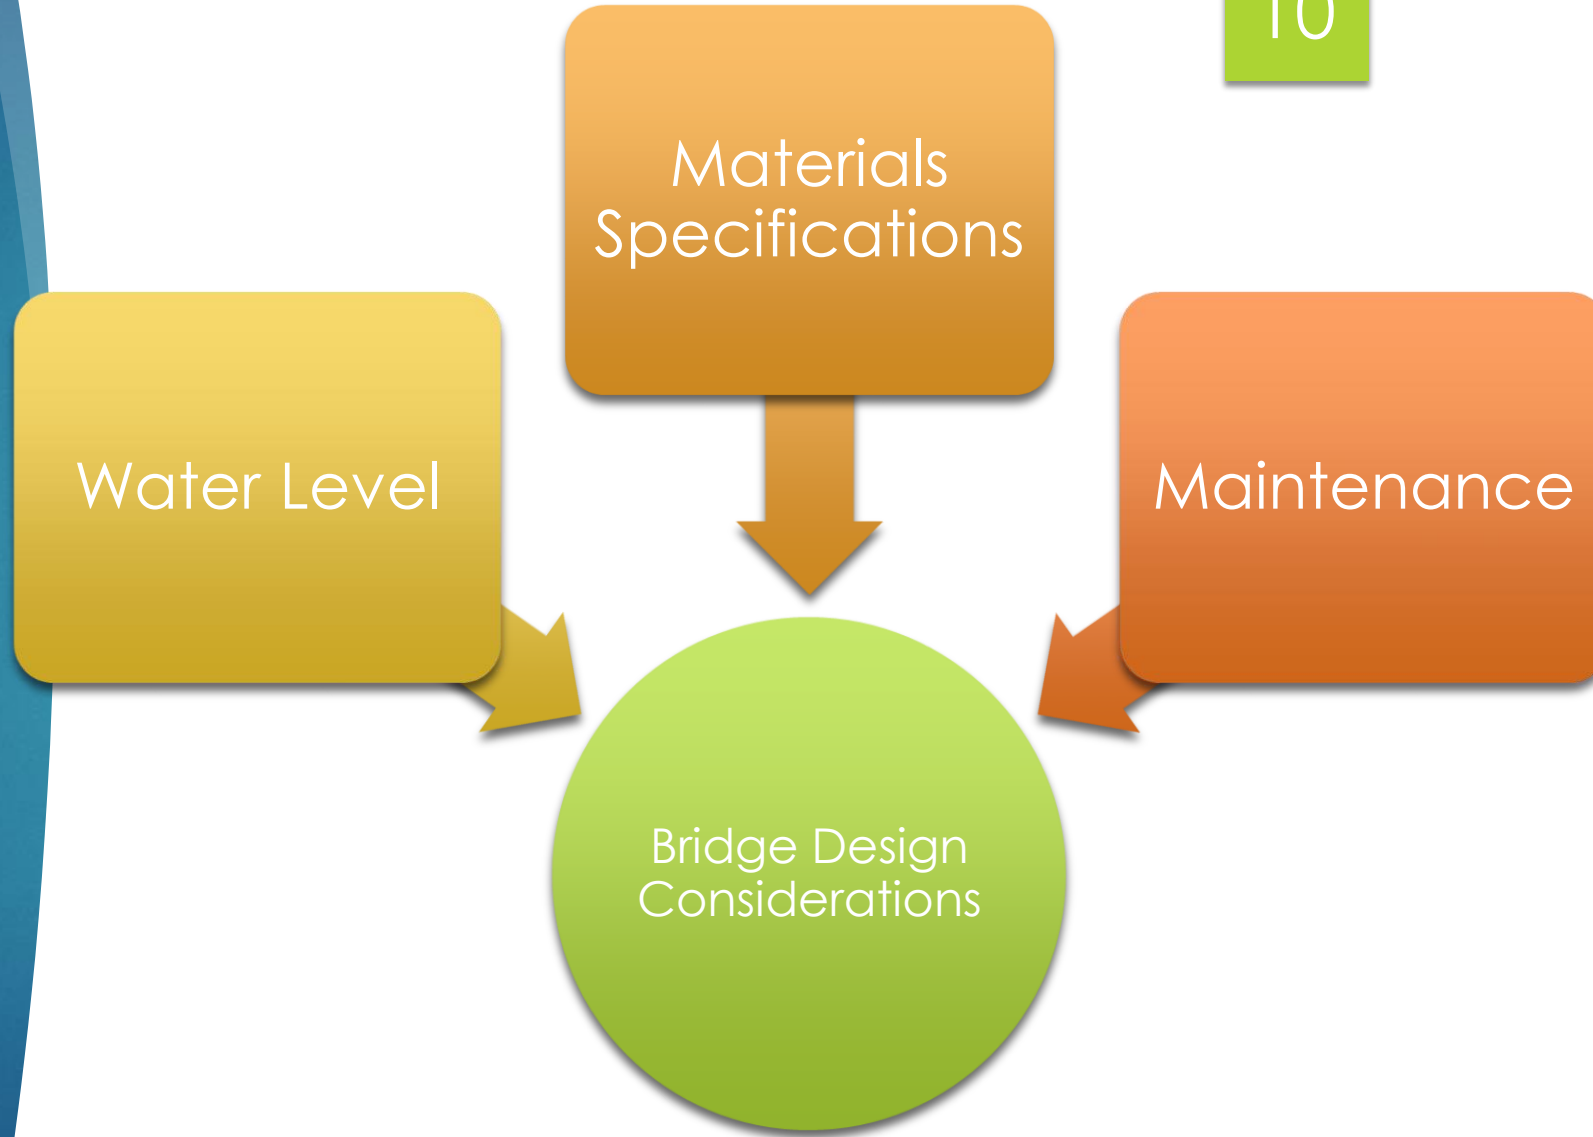 10
Materials
Specifications
Water Level
Maintenance
Bridge Design
Considerations